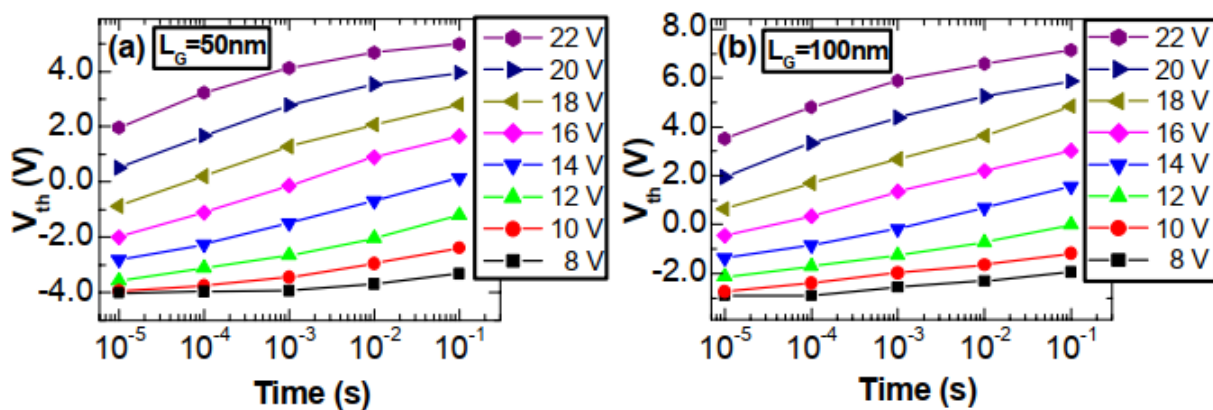 (a) L_G=50nm
22 V
20 V
18 V
16 V
14 V
12 V
10 V
8 V
4.0
2.0
0.0
-2.0
-4.0
V_th (V)
10^-5 10^-4 10^-3 10^-2 10^-1
Time (s)
(b) L_G=100nm
22 V
20 V
18 V
16 V
14 V
12 V
10 V
8 V
8.0
6.0
4.0
2.0
0.0
-2.0
V_th (V)
10^-5 10^-4 10^-3 10^-2 10^-1
Time (s)